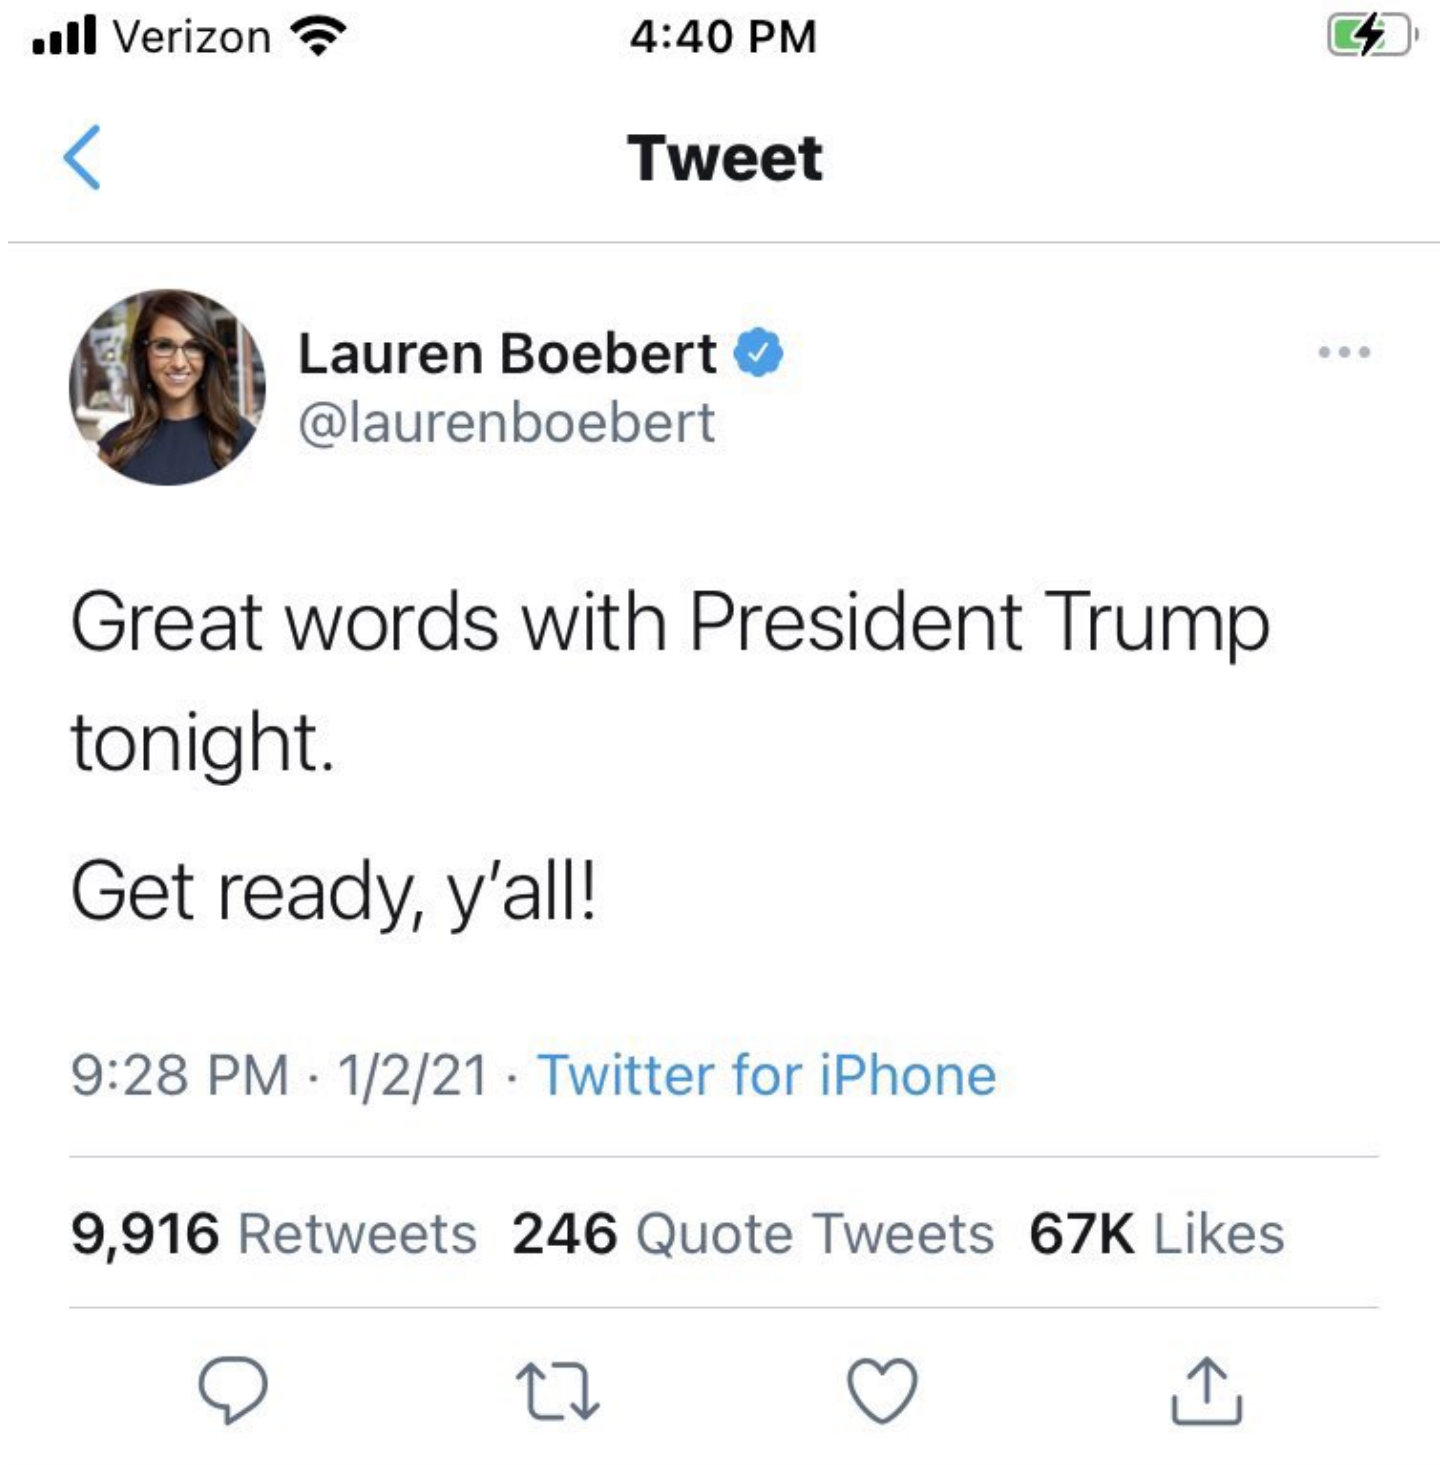 Verizon 4:40 PM
Tweet
Lauren Boebert
@laurenboebert
Great words with President Trump
tonight.
Get ready, y’all!
9:28 PM · 1/2/21 · Twitter for iPhone
9,916 Retweets 246 Quote Tweets 67K Likes